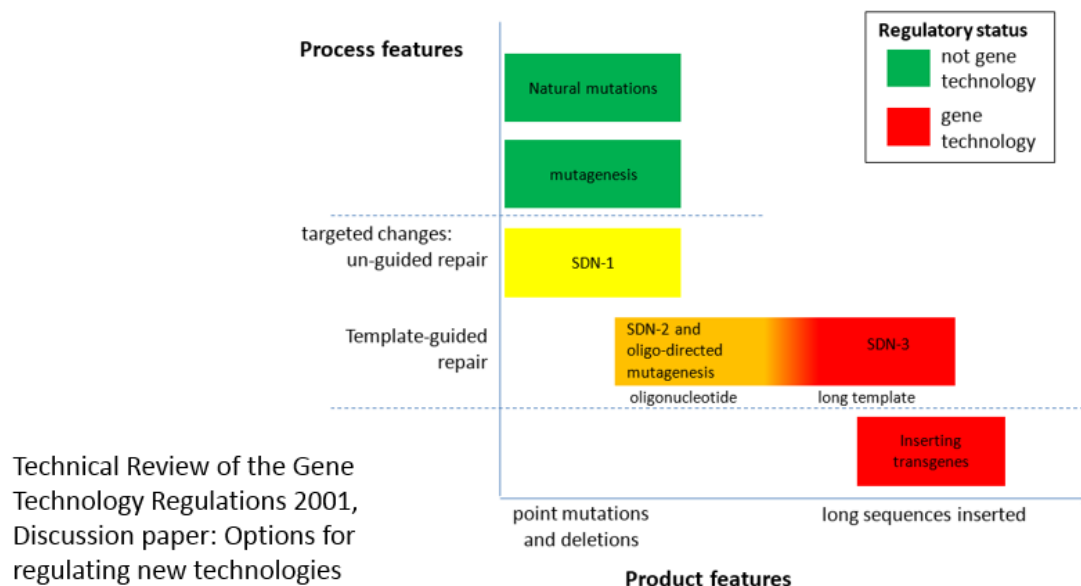 Process features
Regulatory status
not gene
technology
gene
technology
Natural mutations
mutagenesis
targeted changes:
un-guided repair
SDN-1
Template-guided
repair
SDN-2 and
oligo-directed
mutagenesis
SDN-3
oligonucleotide
long template
Inserting
transgenes
Technical Review of the Gene
Technology Regulations 2001,
Discussion paper: Options for
regulating new technologies
point mutations
and deletions
long sequences inserted
Product features